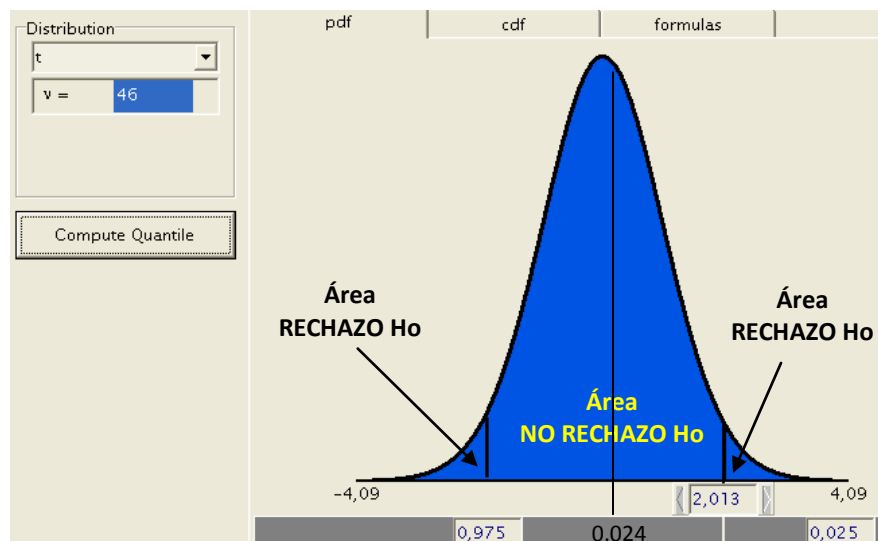 Distribution
t
ν = 46
Compute Quantile
pdf cdf formulas
Área
RECHAZO Ho
Área
RECHAZO Ho
Área
NO RECHAZO Ho
-4,09 2,013 4,09
0,975 0,024 0,025